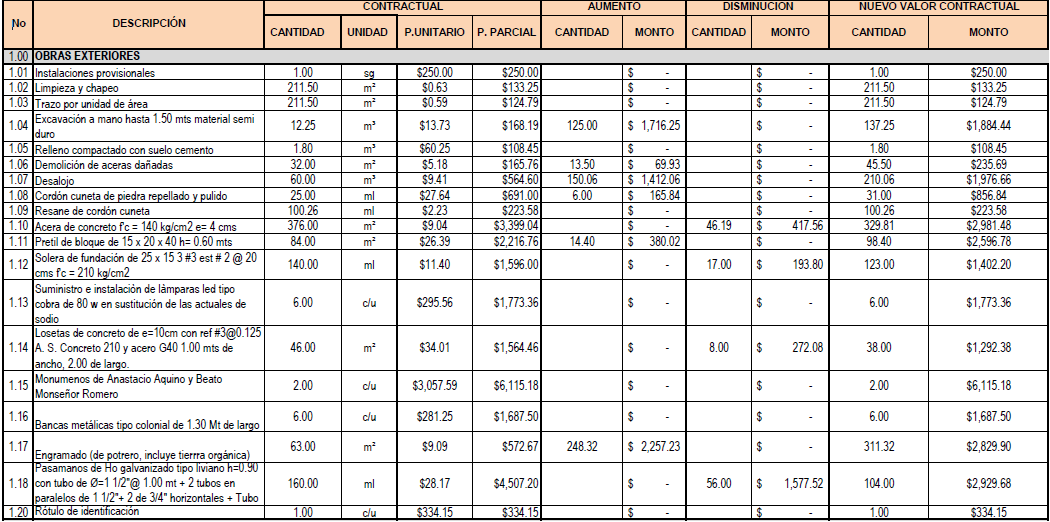 CONTRACTUAL AUMENTO DISMINUCION NUEVO VALOR CONTRACTUAL
No DESCRIPCIÓN CANTIDAD UNIDAD P.UNITARIO P. PARCIAL CANTIDAD MONTO CANTIDAD MONTO CANTIDAD MONTO
1.00 OBRAS EXTERIORES
1.01 Instalaciones provisionales 1.00 sg $250.00 $250.00 $ - $ - 1.00 $250.00
1.02 Limpieza y chapeo 211.50 m² $0.63 $133.25 $ - $ - 211.50 $133.25
1.03 Trazo por unidad de área 211.50 m² $0.59 $124.79 $ - $ - 211.50 $124.79
1.04 Excavación a mano hasta 1.50 mts material semi
duro 12.25 m³ $13.73 $168.19 125.00 $ 1,716.25 $ - 137.25 $1,884.44
1.05 Relleno compactado con suelo cemento 1.80 m³ $60.25 $108.45 $ - $ - 1.80 $108.45
1.06 Demolición de aceras dañadas 32.00 m² $5.18 $165.76 13.50 $ 69.93 $ - 45.50 $235.69
1.07 Desalojo 60.00 m³ $9.41 $564.60 150.06 $ 1,412.06 $ - 210.06 $1,976.66
1.08 Cordón cuneta de piedra repellado y pulido 25.00 ml $27.64 $691.00 6.00 $ 165.84 $ - 31.00 $856.84
1.09 Resane de cordón cuneta 100.26 ml $2.23 $223.58 $ - $ - 100.26 $223.58
1.10 Acera de concreto f'c = 140 kg/cm2 e= 4 cms 376.00 m² $9.04 $3,399.04 $ - 46.19 $ 417.56 329.81 $2,981.48
1.11 Pretil de bloque de 15 x 20 x 40 h= 0.60 mts 84.00 m² $26.39 $2,216.76 14.40 $ 380.02 $ - 98.40 $2,596.78
1.12 Solera de fundación de 25 x 15 3 #3 est # 2 @ 20
cms f'c = 210 kg/cm2 140.00 ml $11.40 $1,596.00 $ - 17.00 $ 193.80 123.00 $1,402.20
1.13 Suministro e instalación de làmparas led tipo
cobra de 80 w en sustitución de las actuales de
sodio 6.00 c/u $295.56 $1,773.36 $ - $ - 6.00 $1,773.36
1.14 Losetas de concreto de e=10cm con ref #3@0.125
A. S. Concreto 210 y acero G40 1.00 mts de
ancho, 2.00 de largo. 46.00 m² $34.01 $1,564.46 $ - 8.00 $ 272.08 38.00 $1,292.38
1.15 Monumenos de Anastacio Aquino y Beato
Monseñor Romero 2.00 c/u $3,057.59 $6,115.18 $ - $ - 2.00 $6,115.18
1.16 Bancas metálicas tipo colonial de 1.30 Mt de largo 6.00 c/u $281.25 $1,687.50 $ - $ - 6.00 $1,687.50
1.17 Engramado (de potrero, incluye tierrra orgánica) 63.00 m² $9.09 $572.67 248.32 $ 2,257.23 $ - 311.32 $2,829.90
1.18 Pasamanos de Ho galvanizado tipo liviano h=0.90
con tubo de Ø=1 1/2"@ 1.00 mt + 2 tubos en
paralelos de 1 1/2"+ 2 de 3/4" horizontales + Tubo 160.00 ml $28.17 $4,507.20 $ - 56.00 $ 1,577.52 104.00 $2,929.68
1.20 Rótulo de identificación 1.00 c/u $334.15 $334.15 $ - $ - 1.00 $334.15